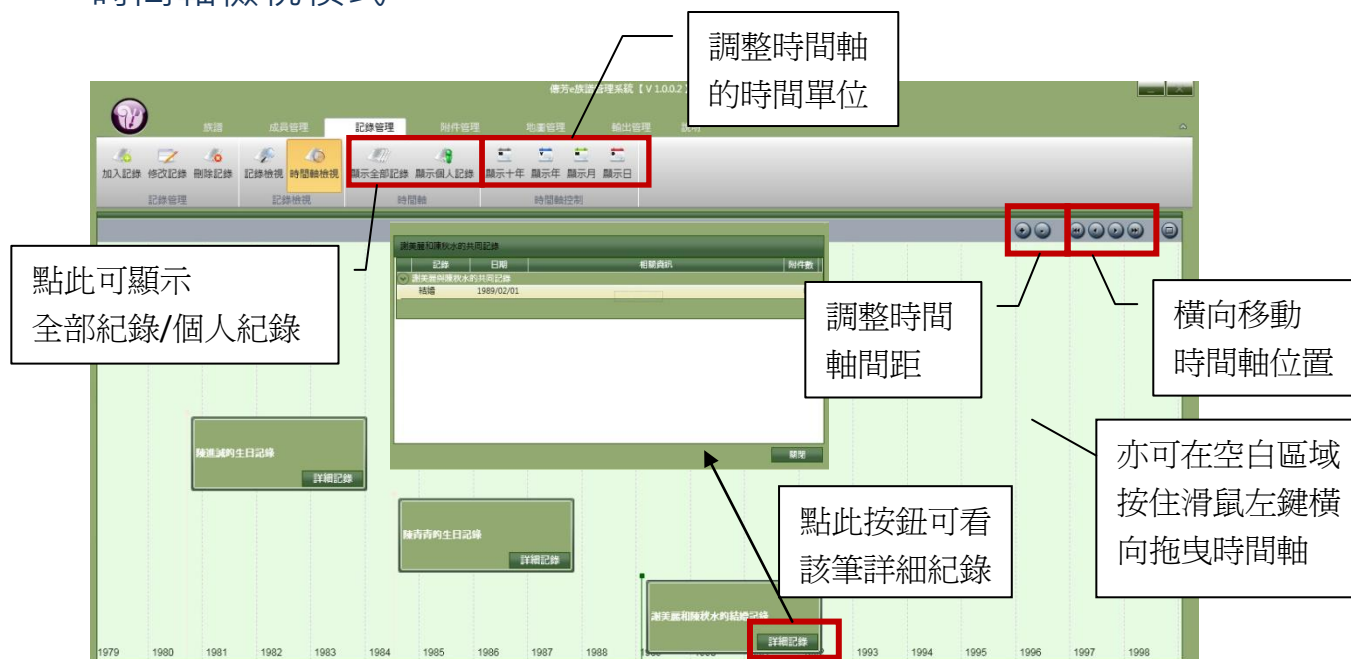 時間軸檢視模式
調整時間軸
的時間單位
傳芳e族譜管理系統【 V 1.0.0.2 】
族譜 成員管理 記錄管理 附件管理 地圖管理 輸出管理 說明
加入記錄 修改記錄 刪除記錄 記錄檢視 時間軸檢視 顯示全部記錄 顯示個人記錄 顯示十年 顯示年 顯示月 顯示日
記錄管理 記錄檢視 時間軸 時間軸控制
點此可顯示
全部紀錄/個人紀錄
謝美麗和陳秋水的共同記錄
記錄 日期 相關資訊 附件數
謝美麗與陳秋水的共同記錄
結婚 1989/02/01
關閉
調整時間
軸間距
橫向移動
時間軸位置
亦可在空白區域
按住滑鼠左鍵橫
向拖曳時間軸
陳進誠的生日記錄
詳細記錄
陳青青的生日記錄
詳細記錄
點此按鈕可看
該筆詳細紀錄
謝美麗和陳秋水的結婚記錄
詳細記錄
1979 1980 1981 1982 1983 1984 1985 1986 1987 1988 1993 1994 1995 1996 1997 1998